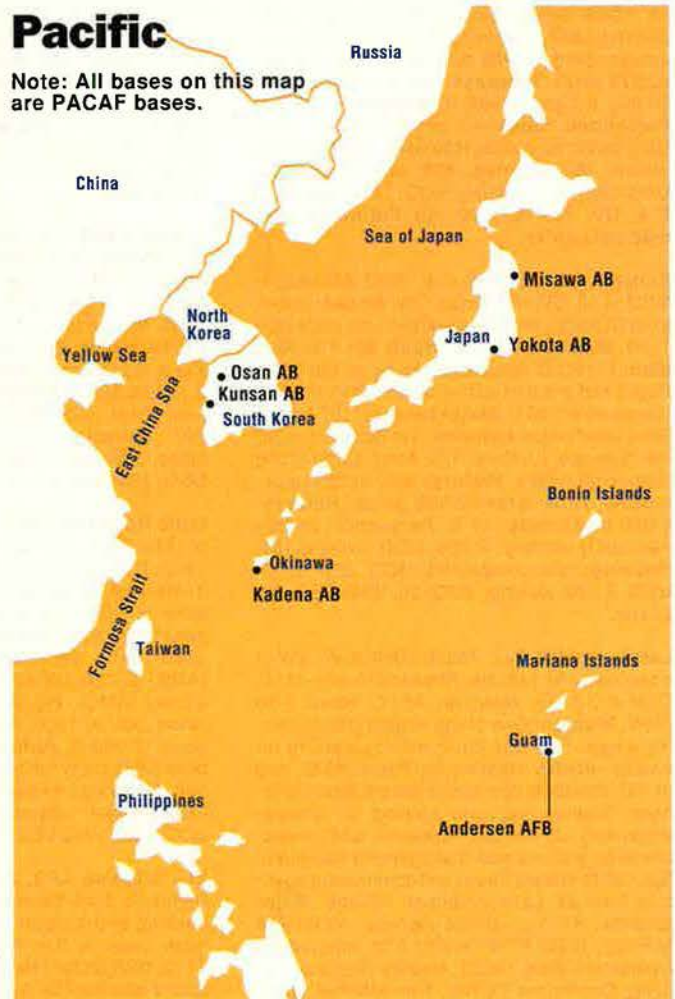 Pacific
Note: All bases on this map
are PACAF bases.
Russia
China
Sea of Japan
Misawa AB
North
Korea
Japan
Yokota AB
Yellow Sea
Osan AB
Kunsan AB
South Korea
East China Sea
Bonin Islands
Okinawa
Kadena AB
Formosa Strait
Taiwan
Mariana Islands
Guam
Philippines
Andersen AFB